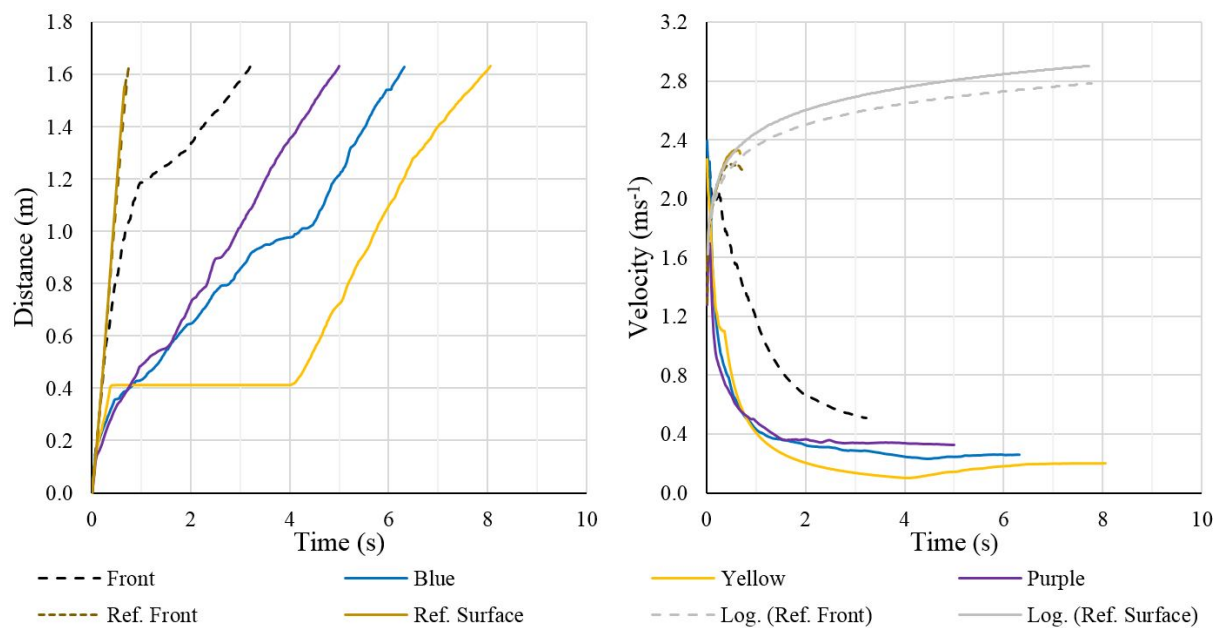 Distance (m)
1.8
1.6
1.4
1.2
1.0
0.8
0.6
0.4
0.2
0.0
0 2 4 6 8 10
Time (s)
Velocity (ms-1)
3.2
2.8
2.4
2.0
1.6
1.2
0.8
0.4
0.0
0 2 4 6 8 10
Time (s)
Front Blue Yellow Purple
Ref. Front Ref. Surface Log. (Ref. Front) Log. (Ref. Surface)